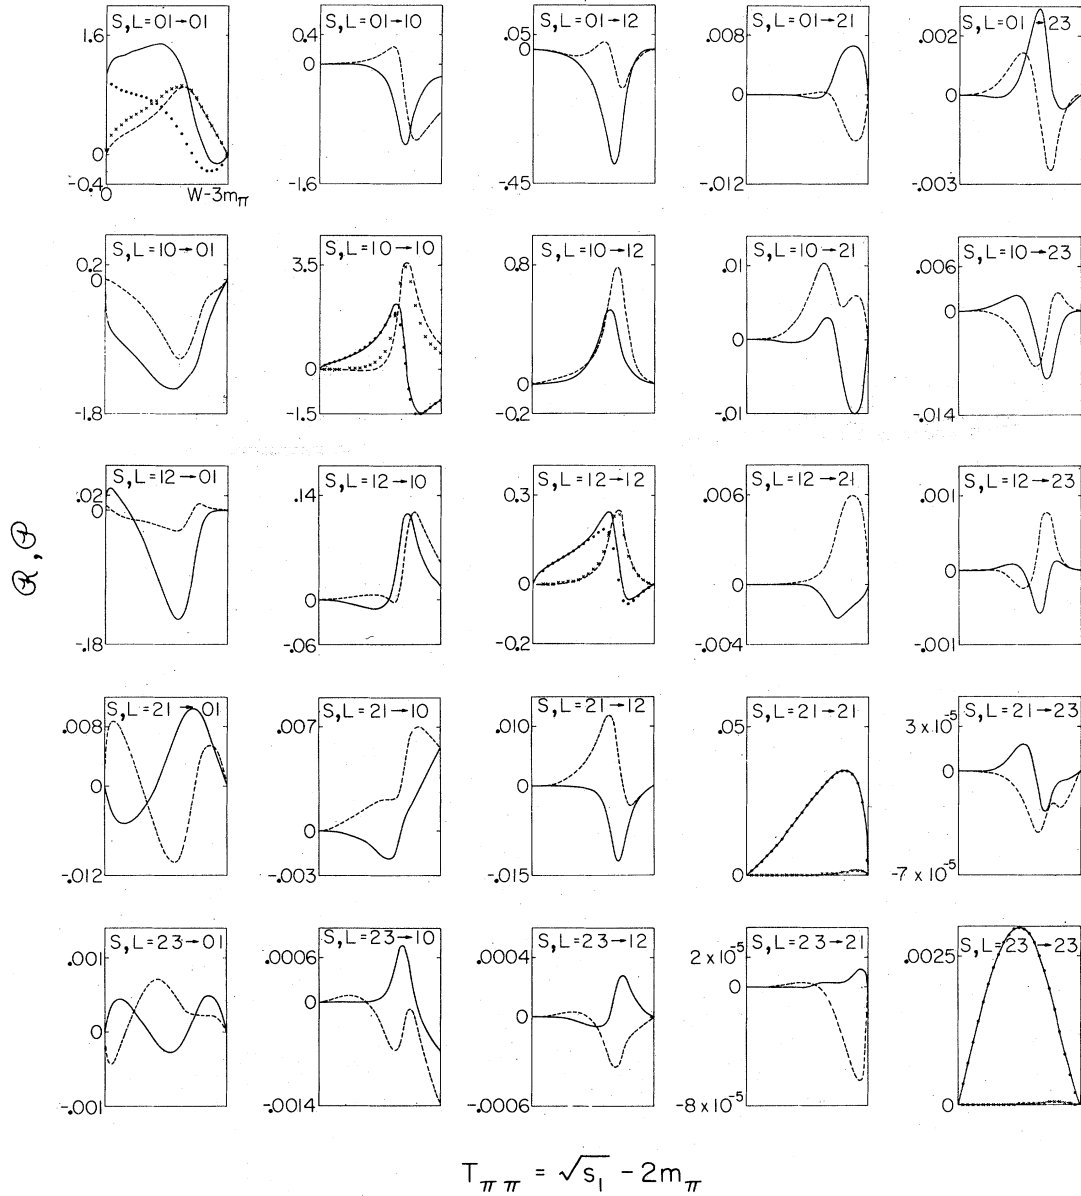 S,L=01→01 S,L=01→10 S,L=01→12 S,L=01→21 S,L=01→23
1.6 0.4 .05 .008 .002
0 0 0 0 0
-0.4 -1.6 -.45 -.012 -.003
0 W-3mπ
S,L=10→01 S,L=10→10 S,L=10→12 S,L=10→21 S,L=10→23
0.2 3.5 0.8 .01 .006
0 0 0 0 0
-1.8 -1.5 -0.2 -.01 -.014
S,L=12→01 S,L=12→10 S,L=12→12 S,L=12→21 S,L=12→23
.02 .14 0.3 .006 .001
0 0 0 0 0
-.18 -.06 -0.2 -.004 -.001
ℛ, 𝒫
S,L=21→01 S,L=21→10 S,L=21→12 S,L=21→21 S,L=21→23
.008 .007 .010 .05 3 x 10⁻⁵
0 0 0 0
-.012 -.003 -.015 0 -7 x 10⁻⁵
S,L=23→01 S,L=23→10 S,L=23→12 S,L=23→21 S,L=23→23
.001 .0006 .0004 2 x 10⁻⁵ .0025
0 0 0 0
-.001 -.0014 -.0006 -8 x 10⁻⁵ 0
Tππ = √s₁ - 2mπ